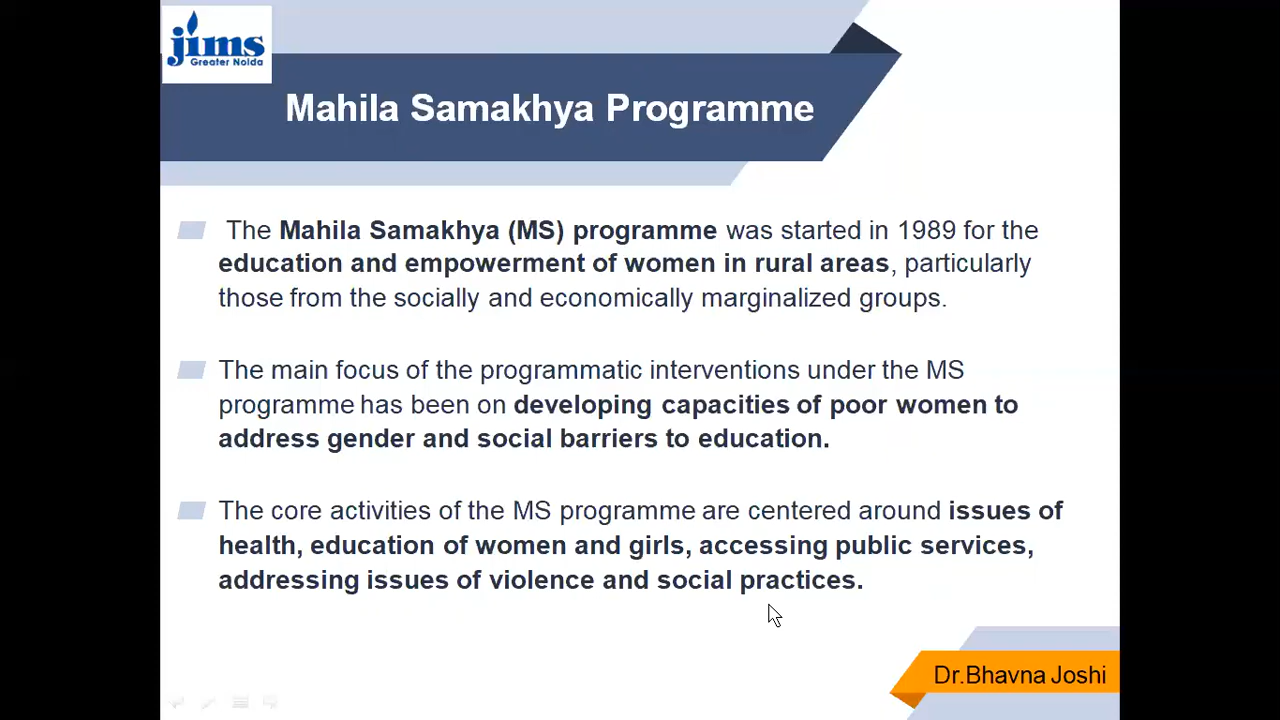 jims
Greater Noida
Mahila Samakhya Programme
The Mahila Samakhya (MS) programme was started in 1989 for the
education and empowerment of women in rural areas, particularly
those from the socially and economically marginalized groups.
The main focus of the programmatic interventions under the MS
programme has been on developing capacities of poor women to
address gender and social barriers to education.
The core activities of the MS programme are centered around issues of
health, education of women and girls, accessing public services,
addressing issues of violence and social practices.
Dr.Bhavna Joshi